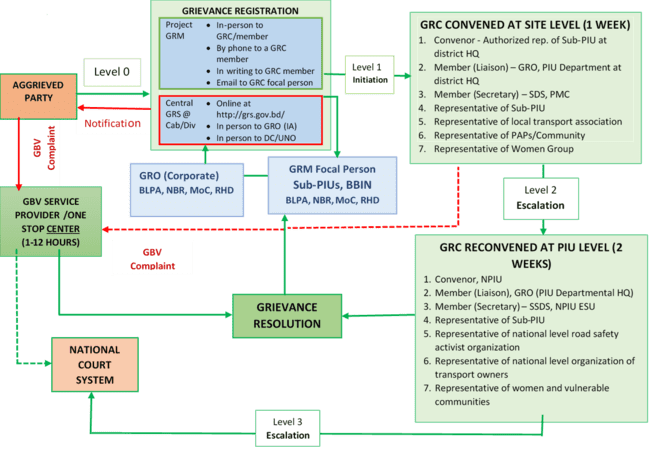 GRIEVANCE REGISTRATION
Project
GRM
• In-person to
GRC/member
• By phone to a GRC
member
• In writing to GRC member
• Email to GRC focal person
Central
GRS @
Cab/Div
• Online at
http://grs.gov.bd/
• In person to GRO (IA)
• In person to DC/UNO
AGGRIEVED
PARTY
Level 0
Notification
Level 1
Initiation
GRC CONVENED AT SITE LEVEL (1 WEEK)
1. Convenor - Authorized rep. of Sub-PIU at
district HQ
2. Member (Liaison) – GRO, PIU Department at
district HQ
3. Member (Secretary) – SDS, PMC
4. Representative of Sub-PIU
5. Representative of local transport association
6. Representative of PAPs/Community
7. Representative of Women Group
GBV
Complaint
GRO (Corporate)
BLPA, NBR, MoC, RHD
GRM Focal Person
Sub-PIUs, BBIN
BLPA, NBR, MoC, RHD
GBV SERVICE
PROVIDER /ONE
STOP CENTER
(1-12 HOURS)
GBV
Complaint
Level 2
Escalation
GRC RECONVENED AT PIU LEVEL (2
WEEKS)
1. Convenor, NPIU
2. Member (Liaison), GRO (PIU Departmental HQ)
3. Member (Secretary) – SSDS, NPIU ESU
4. Representative of Sub-PIU
5. Representative of national level road safety
activist organization
6. Representative of national level organization of
transport owners
7. Representative of women and vulnerable
communities
GRIEVANCE
RESOLUTION
NATIONAL
COURT
SYSTEM
Level 3
Escalation